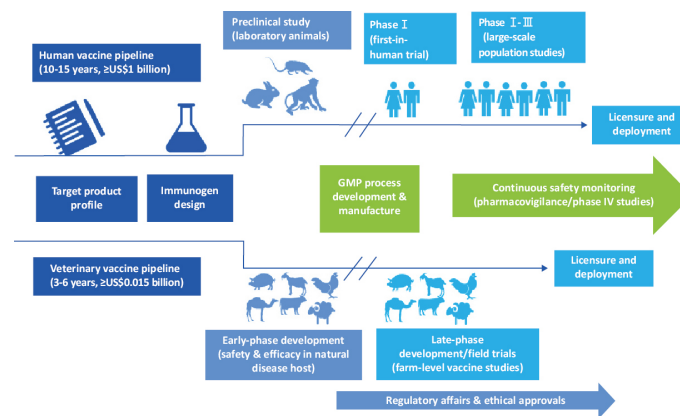 Preclinical study
(laboratory animals)
Phase Ⅰ
(first-in-
human trial)
Phase Ⅰ-Ⅲ
(large-scale
population studies)
Human vaccine pipeline
(10-15 years, ≥US$1 billion)
Licensure and
deployment
Target product
profile
Immunogen
design
GMP process
development &
manufacture
Continuous safety monitoring
(pharmacovigilance/phase IV studies)
Veterinary vaccine pipeline
(3-6 years, ≥US$0.015 billion)
Licensure and
deployment
Early-phase development
(safety & efficacy in natural
disease host)
Late-phase
development/field trials
(farm-level vaccine studies)
Regulatory affairs & ethical approvals